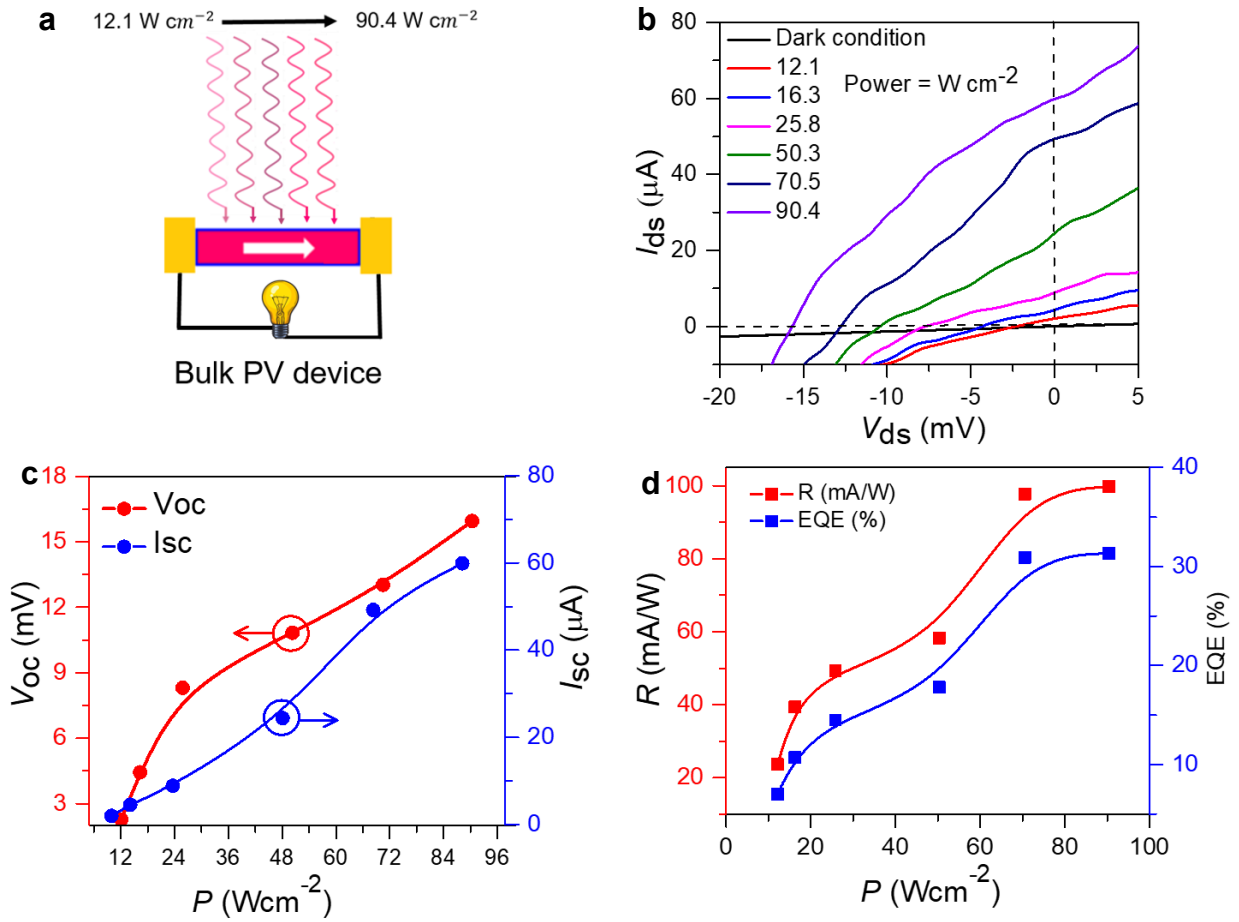 a
12.1 W cm⁻² 90.4 W cm⁻²
Bulk PV device
b
Dark condition
12.1
16.3
25.8
50.3
70.5
90.4
Power = W cm⁻²
80
60
40
20
0
Ids (μA)
-20 -15 -10 -5 0 5
Vds (mV)
c
Voc
Isc
18
15
12
9
6
3
Voc (mV)
80
60
40
20
0
Isc (μA)
12 24 36 48 60 72 84 96
P (Wcm⁻²)
d
R (mA/W)
EQE (%)
100
80
60
40
20
R (mA/W)
40
30
20
10
EQE (%)
0 20 40 60 80 100
P (Wcm⁻²)